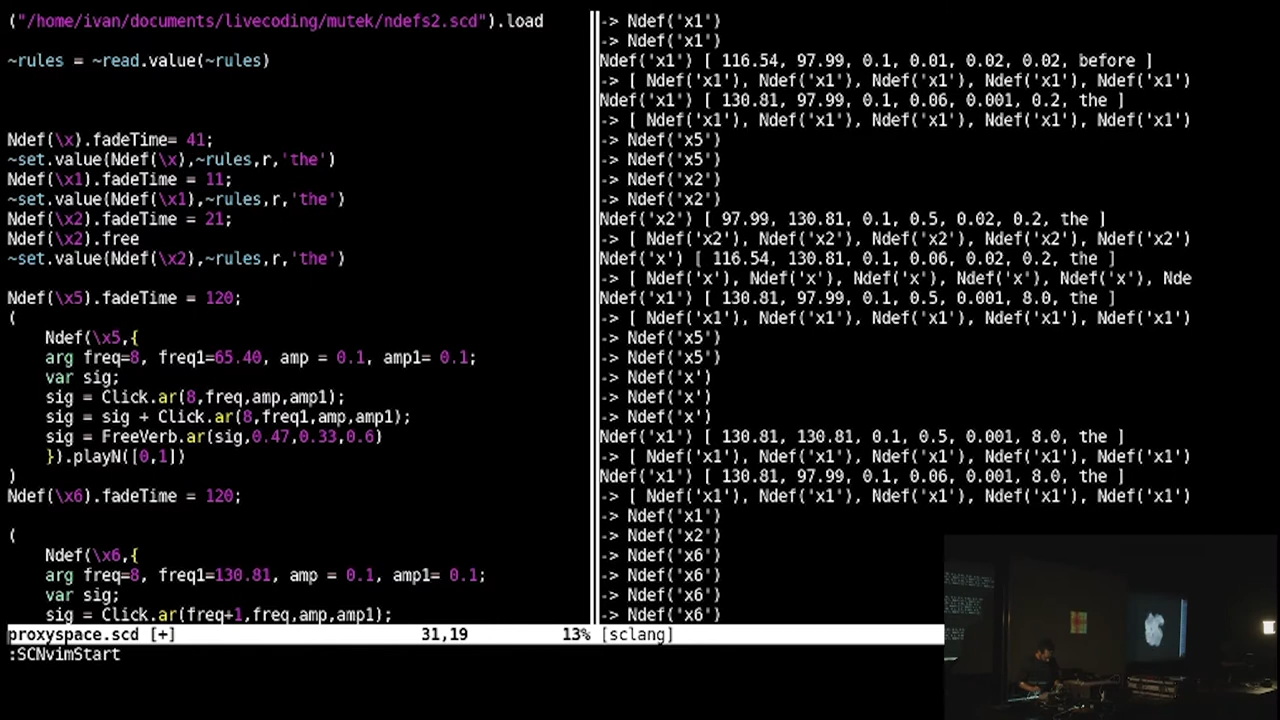 ("/home/ivan/documents/livecoding/mutek/ndefs2.scd").load
~rules = ~read.value(~rules)
Ndef(\x).fadeTime= 41;
~set.value(Ndef(\x),~rules,r,'the')
Ndef(\x1).fadeTime = 11;
~set.value(Ndef(\x1),~rules,r,'the')
Ndef(\x2).fadeTime = 21;
Ndef(\x2).free
~set.value(Ndef(\x2),~rules,r,'the')
Ndef(\x5).fadeTime = 120;
(
Ndef(\x5,{
arg freq=8, freq1=65.40, amp = 0.1, amp1= 0.1;
var sig;
sig = Click.ar(8,freq,amp,amp1);
sig = sig + Click.ar(8,freq1,amp,amp1);
sig = FreeVerb.ar(sig,0.47,0.33,0.6)
}).playN([0,1])
)
Ndef(\x6).fadeTime = 120;
(
Ndef(\x6,{
arg freq=8, freq1=130.81, amp = 0.1, amp1= 0.1;
var sig;
sig = Click.ar(freq+1,freq,amp,amp1);
proxyspace.scd [+] 31,19 13%
:SCNvimStart
-> Ndef('x1')
-> Ndef('x1')
Ndef('x1') [ 116.54, 97.99, 0.1, 0.01, 0.02, 0.02, before ]
-> [ Ndef('x1'), Ndef('x1'), Ndef('x1'), Ndef('x1'), Ndef('x1')
Ndef('x1') [ 130.81, 97.99, 0.1, 0.06, 0.001, 0.2, the ]
-> [ Ndef('x1'), Ndef('x1'), Ndef('x1'), Ndef('x1'), Ndef('x1')
-> Ndef('x5')
-> Ndef('x5')
-> Ndef('x2')
-> Ndef('x2')
Ndef('x2') [ 97.99, 130.81, 0.1, 0.5, 0.02, 0.2, the ]
-> [ Ndef('x2'), Ndef('x2'), Ndef('x2'), Ndef('x2'), Ndef('x2')
Ndef('x') [ 116.54, 130.81, 0.1, 0.06, 0.02, 0.2, the ]
-> [ Ndef('x'), Ndef('x'), Ndef('x'), Ndef('x'), Ndef('x'), Nde
Ndef('x1') [ 130.81, 97.99, 0.1, 0.5, 0.001, 8.0, the ]
-> [ Ndef('x1'), Ndef('x1'), Ndef('x1'), Ndef('x1'), Ndef('x1')
-> Ndef('x5')
-> Ndef('x5')
-> Ndef('x')
-> Ndef('x')
-> Ndef('x')
Ndef('x1') [ 130.81, 130.81, 0.1, 0.5, 0.001, 8.0, the ]
-> [ Ndef('x1'), Ndef('x1'), Ndef('x1'), Ndef('x1'), Ndef('x1')
Ndef('x1') [ 130.81, 97.99, 0.1, 0.06, 0.001, 8.0, the ]
-> [ Ndef('x1'), Ndef('x1'), Ndef('x1'), Ndef('x1'), Ndef('x1')
-> Ndef('x1')
-> Ndef('x2')
-> Ndef('x6')
-> Ndef('x6')
-> Ndef('x6')
-> Ndef('x6')
[sclang]